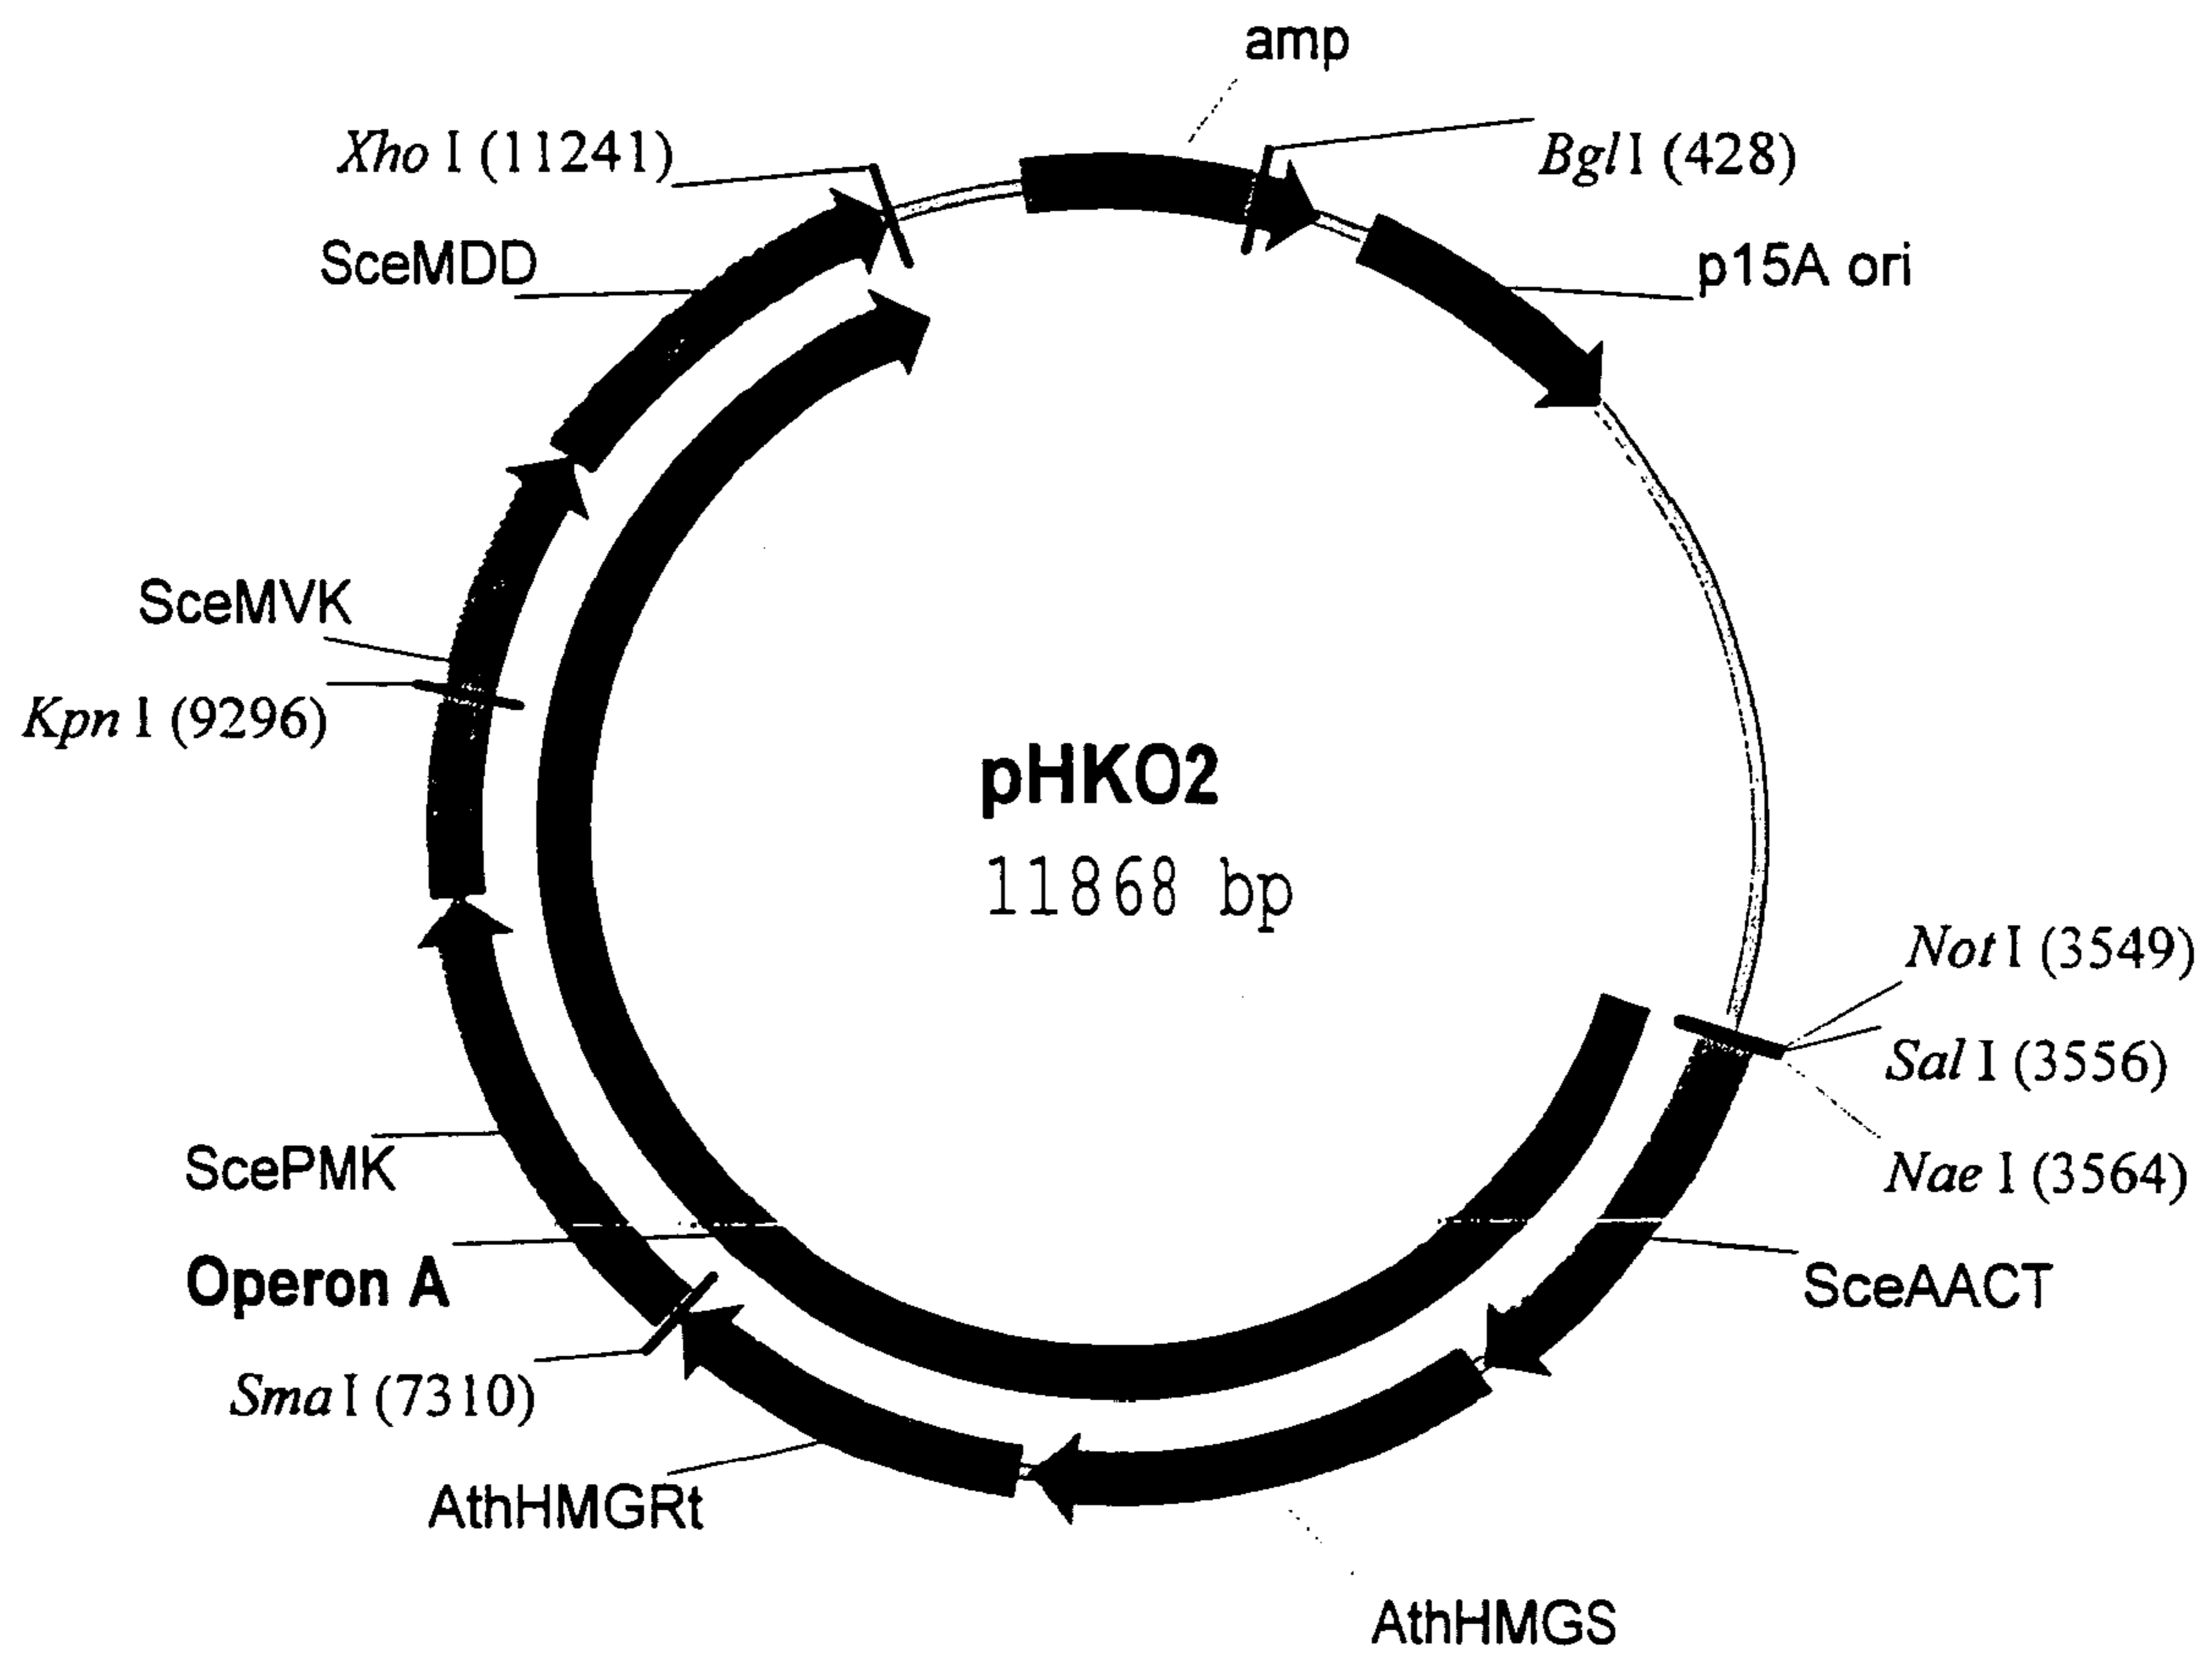 amp
Xho I (11241)
Bgl I (428)
SceMDD
p15A ori
SceMVK
Kpn I (9296)
pHKO2
11868 bp
Not I (3549)
Sal I (3556)
ScePMK
Nae I (3564)
Operon A
SceAACT
Sma I (7310)
AthHMGRt
AthHMGS